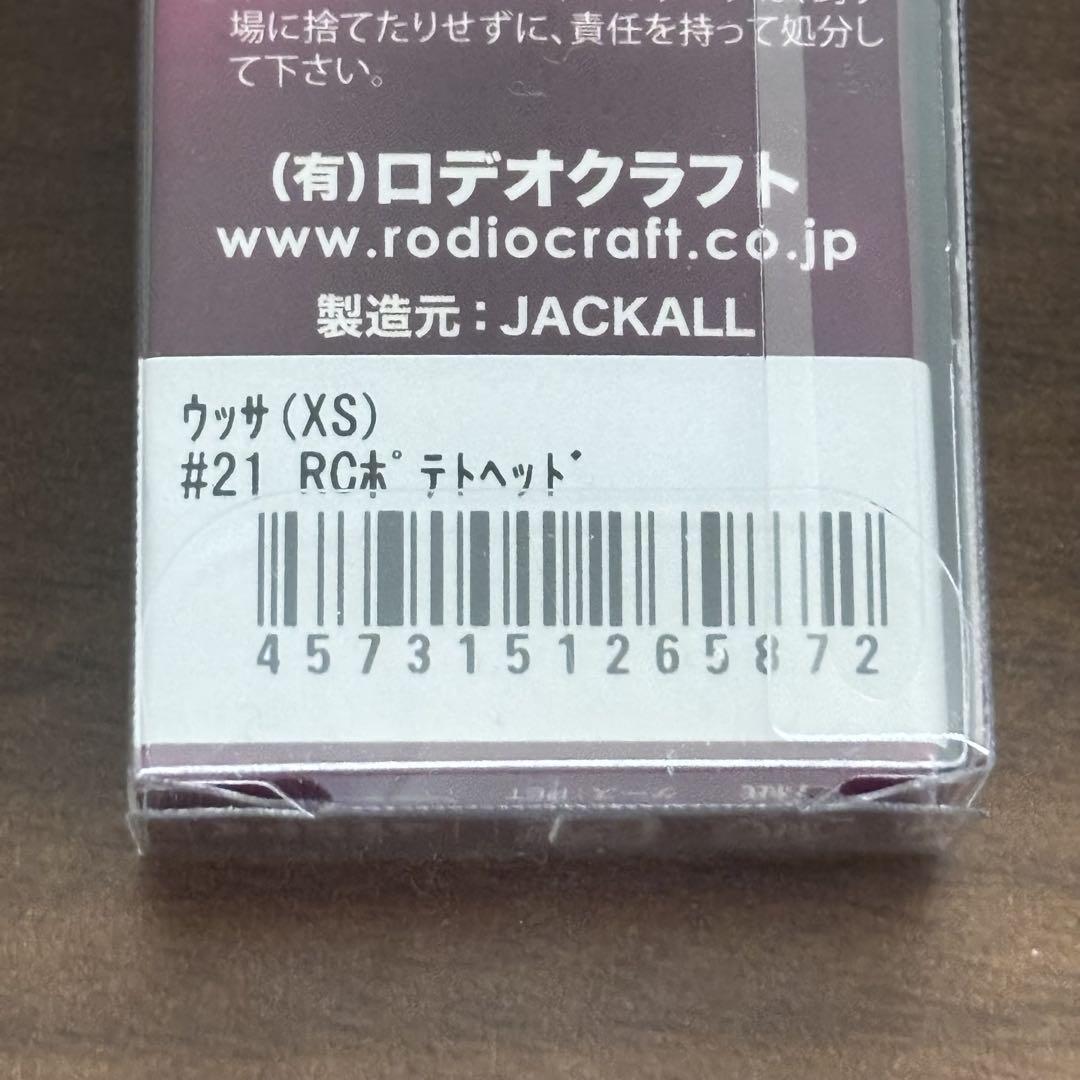 場に捨てたりせずに、責任を持って処分し
て下さい。
(有)ロデオクラフト
www.rodiocraft.co.jp
製造元：JACKALL
ｳｯｻ(XS)
#21 RCﾎﾟﾃﾄﾍｯﾄﾞ
4573151265872